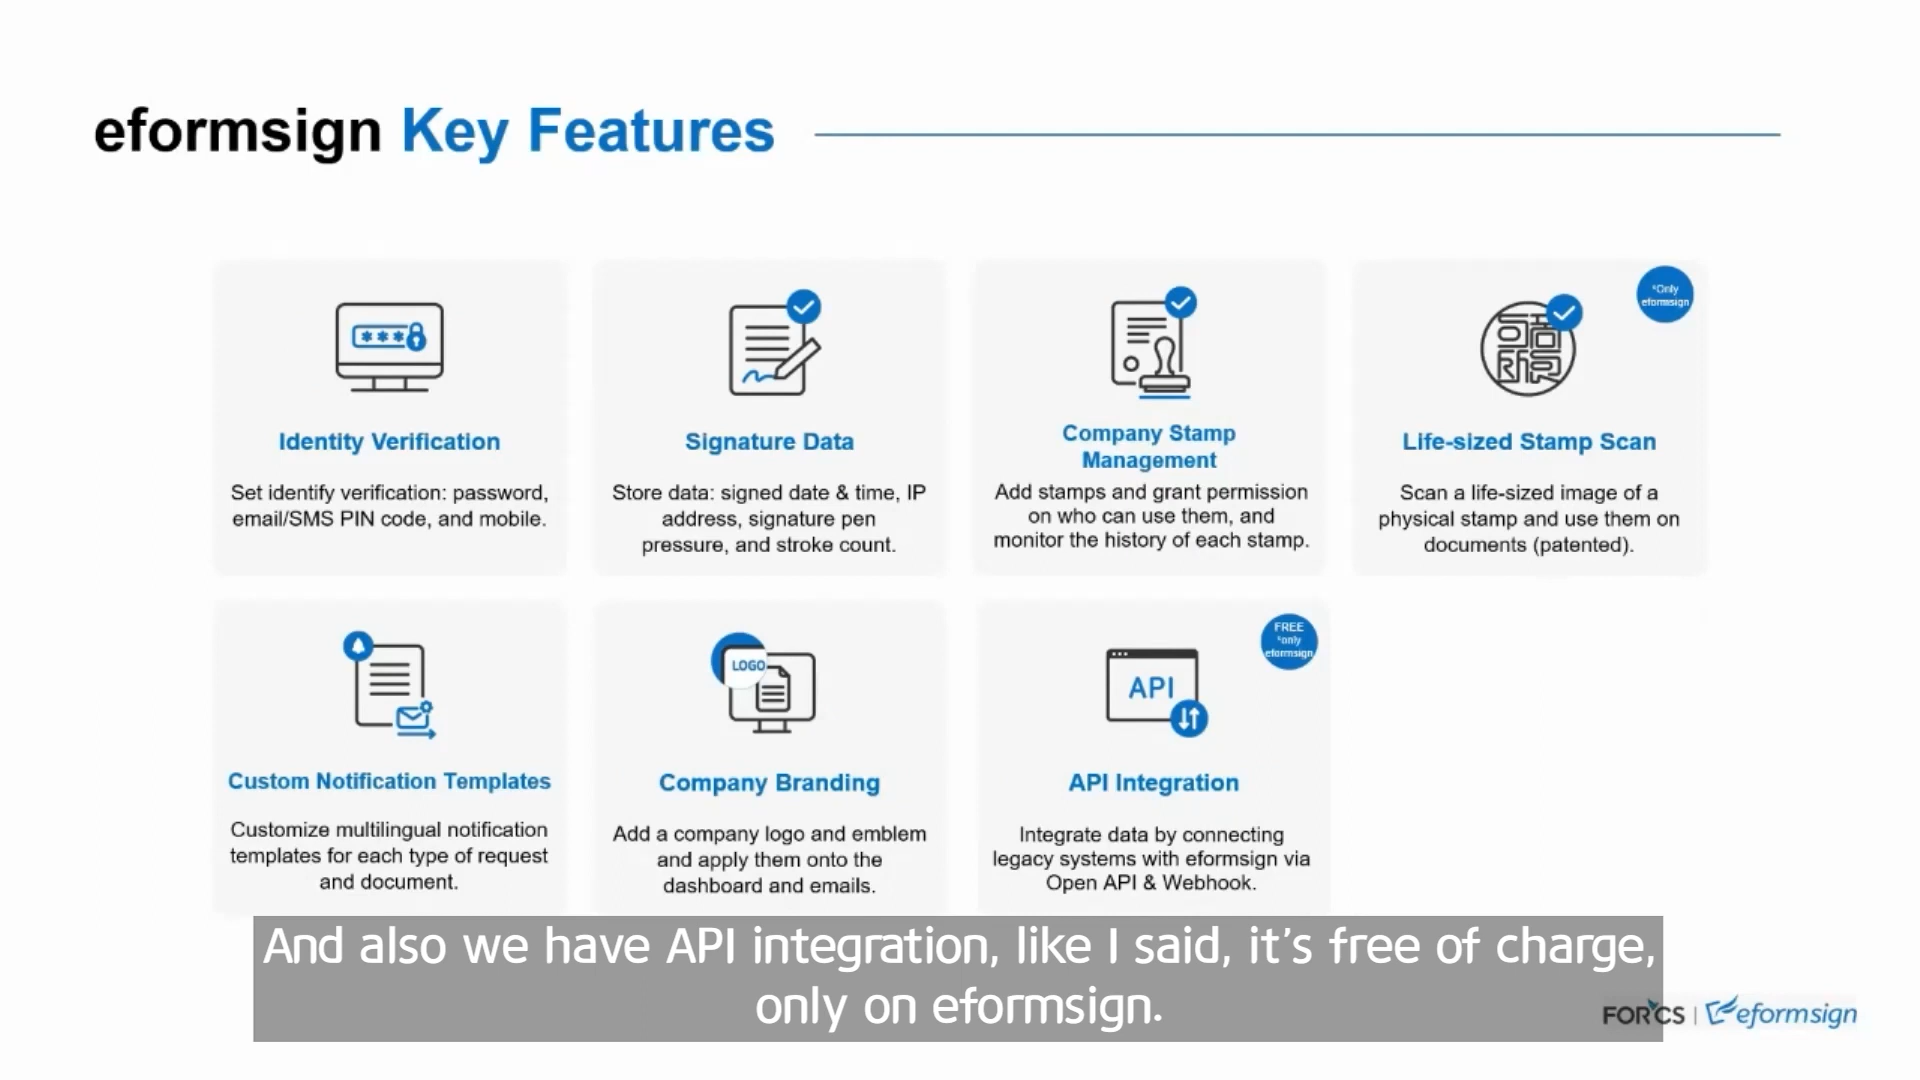 eformsign Key Features
*Only
eformsign
Identity Verification
Set identify verification: password,
email/SMS PIN code, and mobile.
Signature Data
Store data: signed date & time, IP
address, signature pen
pressure, and stroke count.
Company Stamp
Management
Add stamps and grant permission
on who can use them, and
monitor the history of each stamp.
Life-sized Stamp Scan
Scan a life-sized image of a
physical stamp and use them on
documents (patented).
Custom Notification Templates
Customize multilingual notification
templates for each type of request
and document.
LOGO
Company Branding
Add a company logo and emblem
and apply them onto the
dashboard and emails.
FREE
*only
eformsign
API
API Integration
Integrate data by connecting
legacy systems with eformsign via
Open API & Webhook.
And also we have API integration, like I said, it's free of charge,
only on eformsign.
FORCS | eformsign